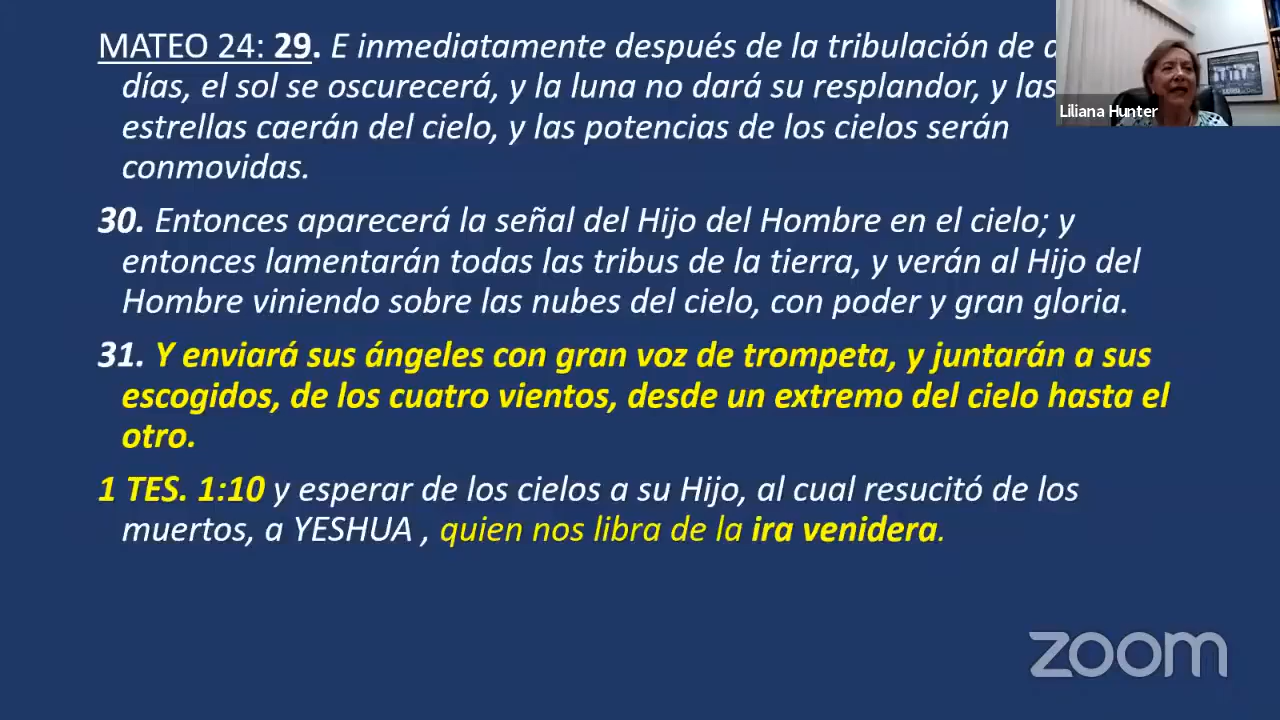 MATEO 24: 29. E inmediatamente después de la tribulación de
días, el sol se oscurecerá, y la luna no dará su resplandor, y las
estrellas caerán del cielo, y las potencias de los cielos serán
conmovidas.
30. Entonces aparecerá la señal del Hijo del Hombre en el cielo; y
entonces lamentarán todas las tribus de la tierra, y verán al Hijo del
Hombre viniendo sobre las nubes del cielo, con poder y gran gloria.
31. Y enviará sus ángeles con gran voz de trompeta, y juntarán a sus
escogidos, de los cuatro vientos, desde un extremo del cielo hasta el
otro.
1 TES. 1:10 y esperar de los cielos a su Hijo, al cual resucitó de los
muertos, a YESHUA , quien nos libra de la ira venidera.
Liliana Hunter
zoom